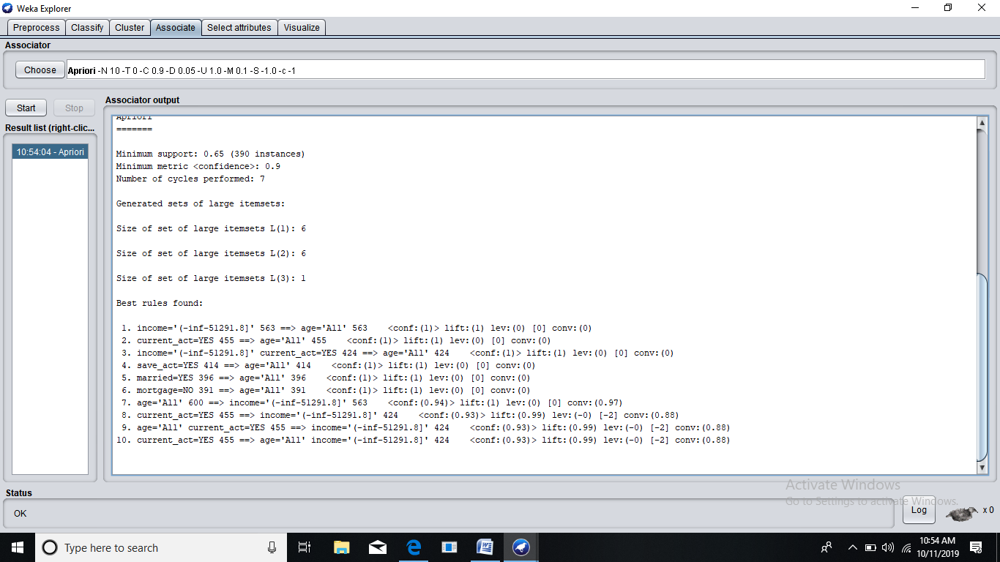 Weka Explorer
Preprocess Classify Cluster Associate Select attributes Visualize
Associator
Choose Apriori -N 10 -T 0 -C 0.9 -D 0.05 -U 1.0 -M 0.1 -S -1.0 -c -1
Start Stop
Associator output
Result list (right-clic...
10:54:04 - Apriori
Apriori
=======
Minimum support: 0.65 (390 instances)
Minimum metric <confidence>: 0.9
Number of cycles performed: 7
Generated sets of large itemsets:
Size of set of large itemsets L(1): 6
Size of set of large itemsets L(2): 6
Size of set of large itemsets L(3): 1
Best rules found:
1. income='(-inf-51291.8]' 563 ==> age='All' 563    <conf:(1)> lift:(1) lev:(0) [0] conv:(0)
2. current_act=YES 455 ==> age='All' 455    <conf:(1)> lift:(1) lev:(0) [0] conv:(0)
3. income='(-inf-51291.8]' current_act=YES 424 ==> age='All' 424    <conf:(1)> lift:(1) lev:(0) [0] conv:(0)
4. save_act=YES 414 ==> age='All' 414    <conf:(1)> lift:(1) lev:(0) [0] conv:(0)
5. married=YES 396 ==> age='All' 396    <conf:(1)> lift:(1) lev:(0) [0] conv:(0)
6. mortgage=NO 391 ==> age='All' 391    <conf:(1)> lift:(1) lev:(0) [0] conv:(0)
7. age='All' 600 ==> income='(-inf-51291.8]' 563    <conf:(0.94)> lift:(1) lev:(0) [0] conv:(0.97)
8. current_act=YES 455 ==> income='(-inf-51291.8]' 424    <conf:(0.93)> lift:(0.99) lev:(-0) [-2] conv:(0.88)
9. age='All' current_act=YES 455 ==> income='(-inf-51291.8]' 424    <conf:(0.93)> lift:(0.99) lev:(-0) [-2] conv:(0.88)
10. current_act=YES 455 ==> age='All' income='(-inf-51291.8]' 424    <conf:(0.93)> lift:(0.99) lev:(-0) [-2] conv:(0.88)
Activate Windows
Go to Settings to activate Windows.
Status
OK
Log
x 0
Type here to search
10:54 AM
10/11/2019